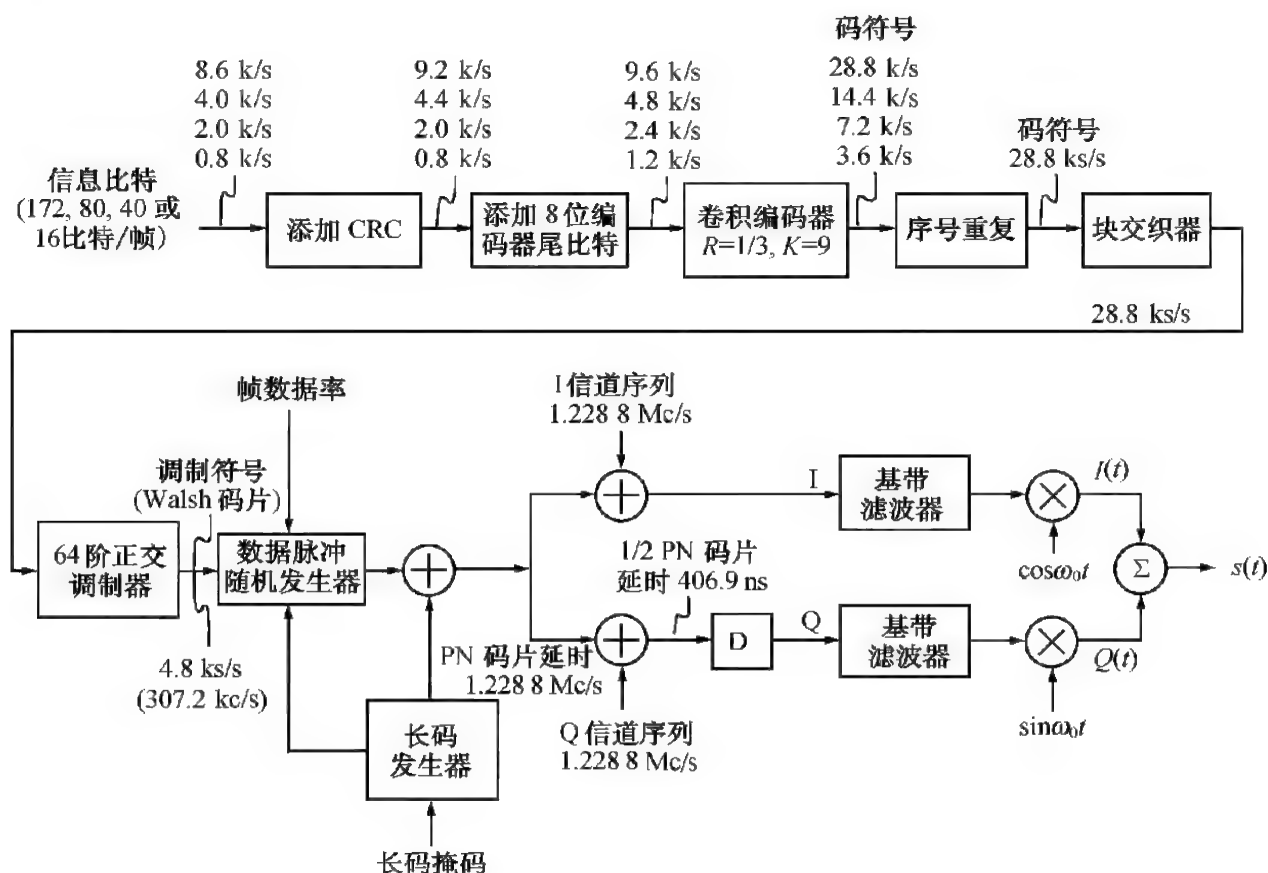 码符号
8.6 k/s
4.0 k/s
2.0 k/s
0.8 k/s
9.2 k/s
4.4 k/s
2.0 k/s
0.8 k/s
9.6 k/s
4.8 k/s
2.4 k/s
1.2 k/s
28.8 k/s
14.4 k/s
7.2 k/s
3.6 k/s
码符号
28.8 ks/s
信息比特
(172, 80, 40 或
16比特/帧)
添加 CRC
添加 8 位编
码器尾比特
卷积编码器
R=1/3, K=9
序号重复
块交织器
28.8 ks/s
帧数据率
调制符号
(Walsh 码片)
64 阶正交
调制器
数据脉冲
随机发生器
4.8 ks/s
(307.2 kc/s)
I 信道序列
1.228 8 Mc/s
I
基带
滤波器
I(t)
cosω₀t
1/2 PN 码片
延时 406.9 ns
D
Q
基带
滤波器
Q(t)
sinω₀t
Σ
s(t)
PN 码片延时
1.228 8 Mc/s
Q 信道序列
1.228 8 Mc/s
长码
发生器
长码掩码